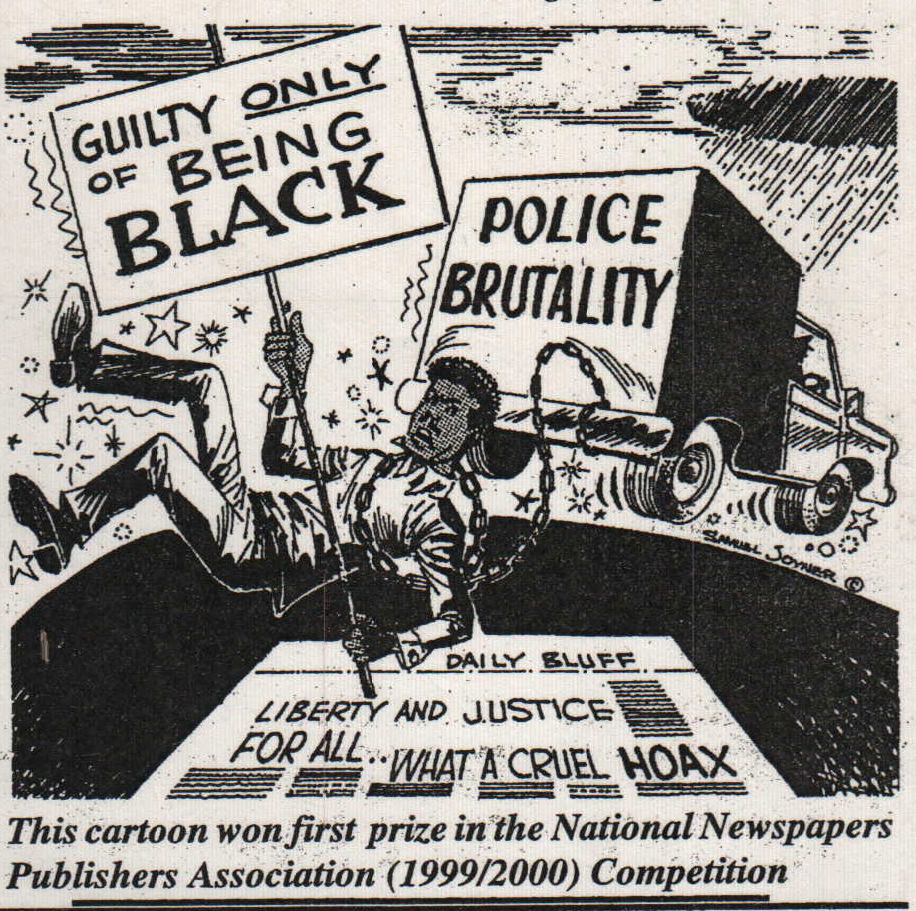 GUILTY ONLY
OF BEING
BLACK
POLICE
BRUTALITY
SAMUEL JOYNER ©
DAILY BLUFF
LIBERTY AND JUSTICE
FOR ALL..WHAT A CRUEL HOAX
This cartoon won first prize in the National Newspapers
Publishers Association (1999/2000) Competition